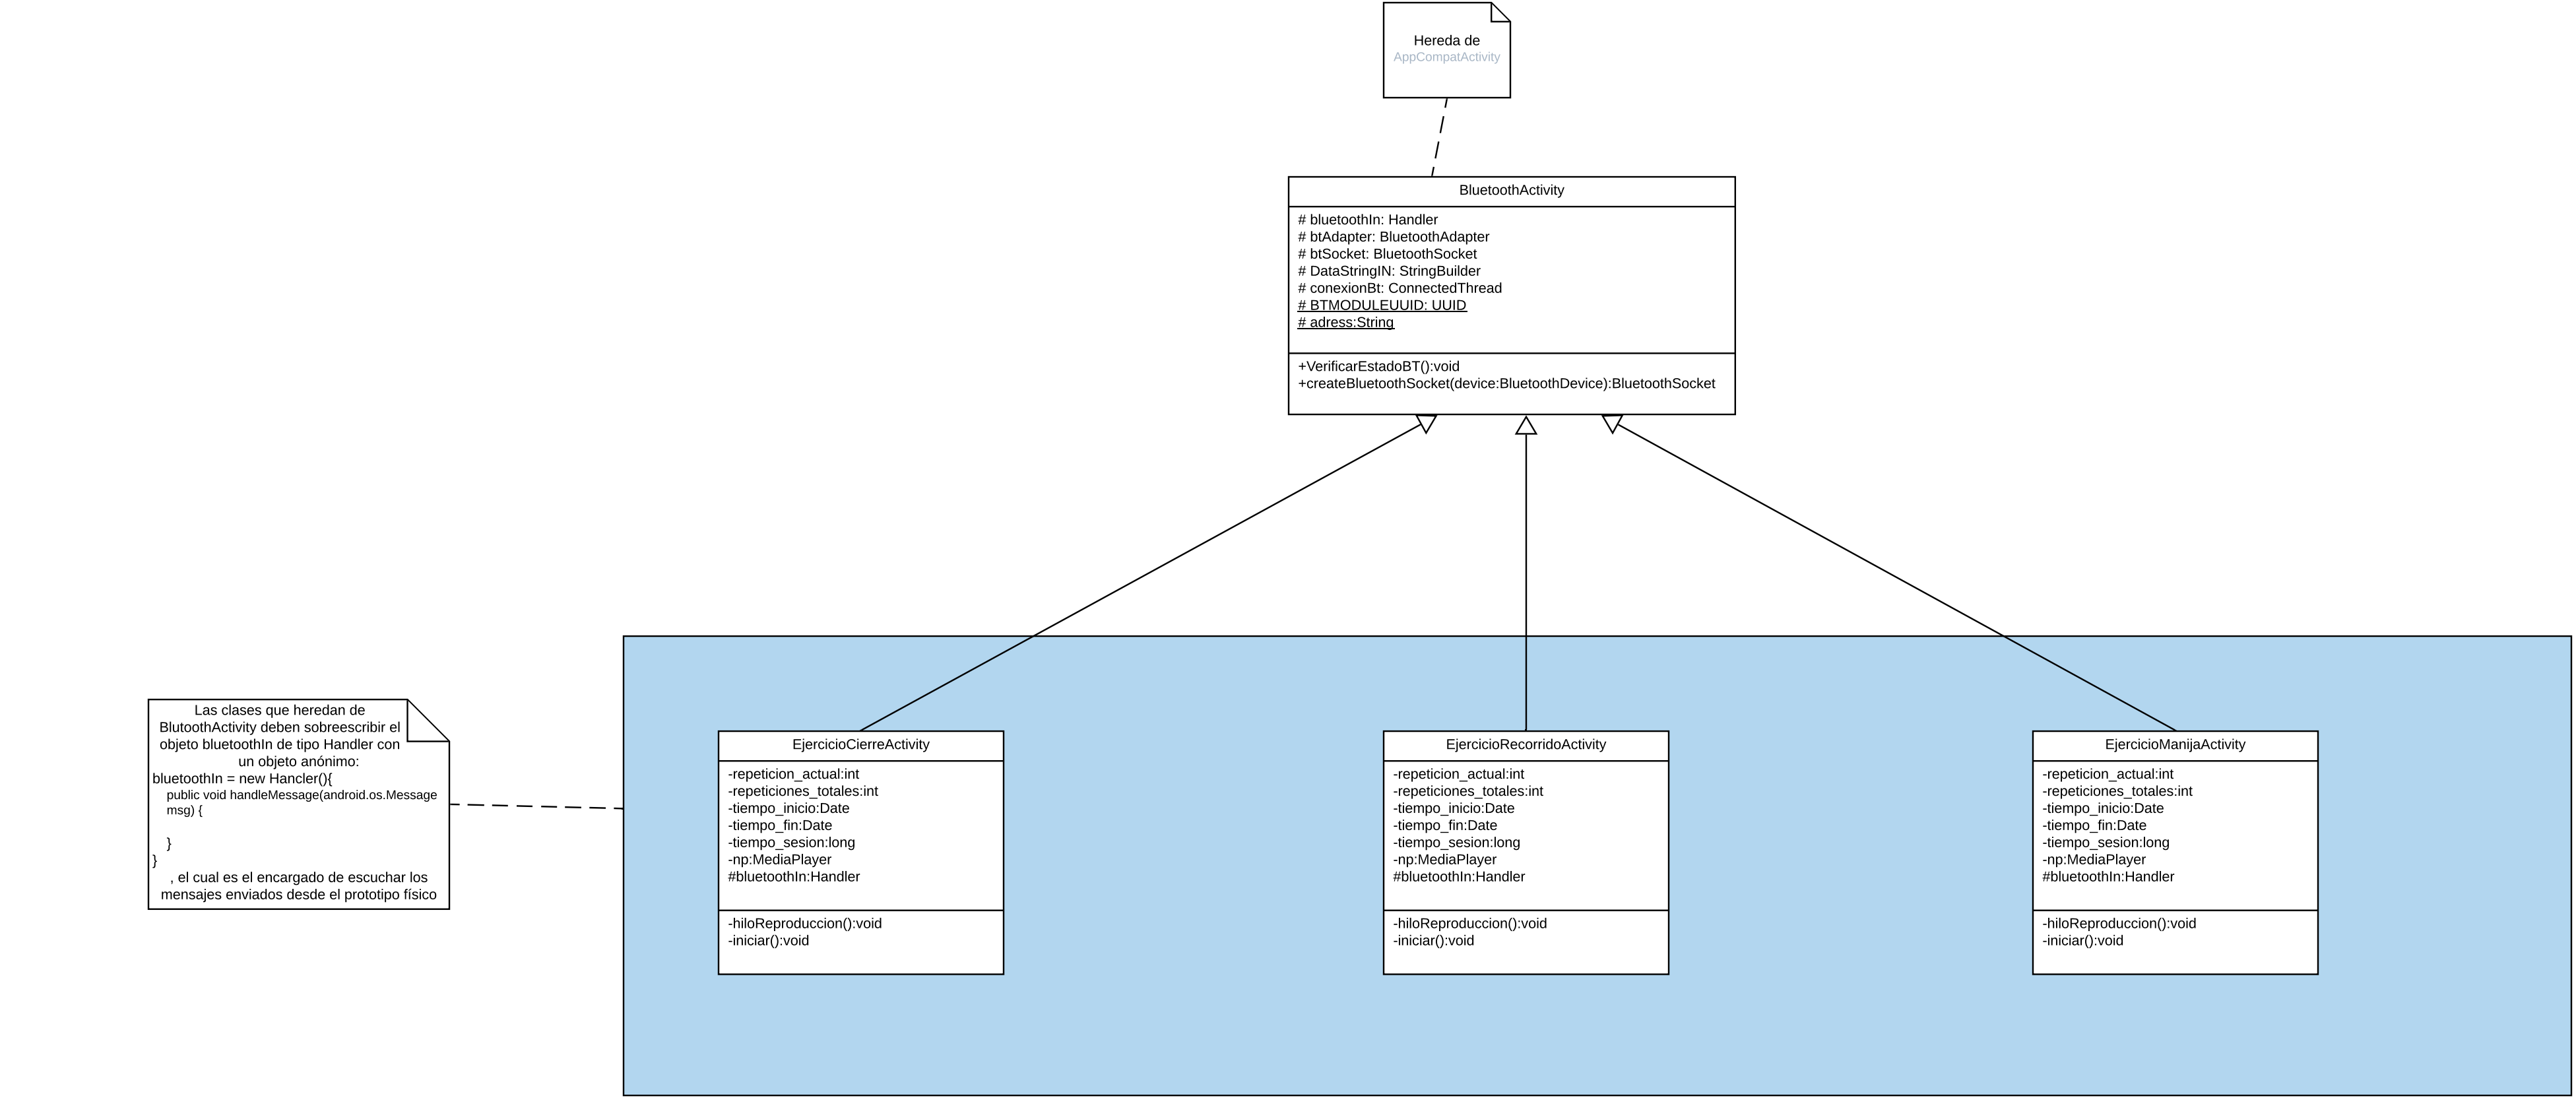 Hereda de
AppCompatActivity
BluetoothActivity
# bluetoothIn: Handler
# btAdapter: BluetoothAdapter
# btSocket: BluetoothSocket
# DataStringIN: StringBuilder
# conexionBt: ConnectedThread
# BTMODULEUUID: UUID
# adress:String
+VerificarEstadoBT():void
+createBluetoothSocket(device:BluetoothDevice):BluetoothSocket
Las clases que heredan de
BlutoothActivity deben sobreescribir el
objeto bluetoothIn de tipo Handler con
un objeto anónimo:
bluetoothIn = new Hancler(){
public void handleMessage(android.os.Message
msg) {
}
}
, el cual es el encargado de escuchar los
mensajes enviados desde el prototipo físico
EjercicioCierreActivity
-repeticion_actual:int
-repeticiones_totales:int
-tiempo_inicio:Date
-tiempo_fin:Date
-tiempo_sesion:long
-np:MediaPlayer
#bluetoothIn:Handler
-hiloReproduccion():void
-iniciar():void
EjercicioRecorridoActivity
-repeticion_actual:int
-repeticiones_totales:int
-tiempo_inicio:Date
-tiempo_fin:Date
-tiempo_sesion:long
-np:MediaPlayer
#bluetoothIn:Handler
-hiloReproduccion():void
-iniciar():void
EjercicioManijaActivity
-repeticion_actual:int
-repeticiones_totales:int
-tiempo_inicio:Date
-tiempo_fin:Date
-tiempo_sesion:long
-np:MediaPlayer
#bluetoothIn:Handler
-hiloReproduccion():void
-iniciar():void